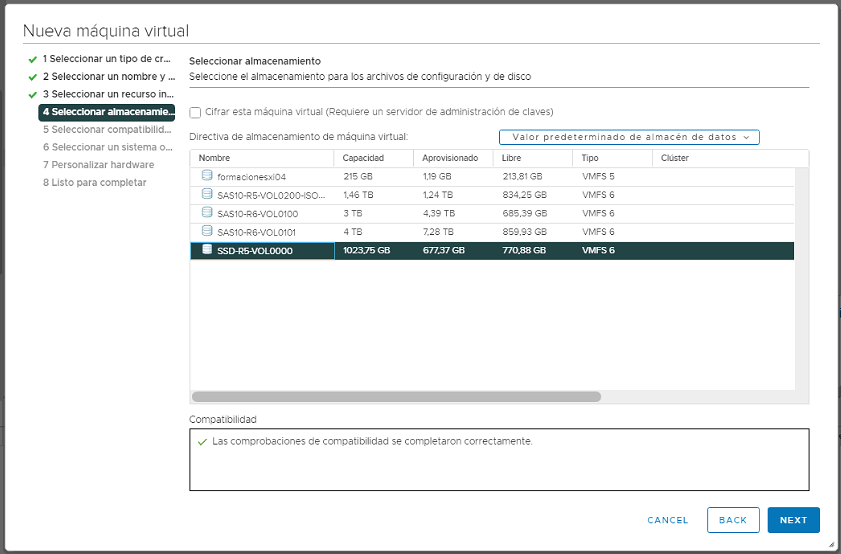 Nueva máquina virtual
1 Seleccionar un tipo de cr...
2 Seleccionar un nombre y ...
3 Seleccionar un recurso in...
4 Seleccionar almacenamie...
5 Seleccionar compatibilid...
6 Seleccionar un sistema o...
7 Personalizar hardware
8 Listo para completar
Seleccionar almacenamiento
Seleccione el almacenamiento para los archivos de configuración y de disco
Cifrar esta máquina virtual (Requiere un servidor de administración de claves)
Directiva de almacenamiento de máquina virtual: Valor predeterminado de almacén de datos
Nombre Capacidad Aprovisionado Libre Tipo Clúster
formacionesxi04 215 GB 1,19 GB 213,81 GB VMFS 5
SAS10-R5-VOL0200-ISO... 1,46 TB 1,24 TB 834,25 GB VMFS 6
SAS10-R6-VOL0100 3 TB 4,39 TB 685,39 GB VMFS 6
SAS10-R6-VOL0101 4 TB 7,28 TB 859,93 GB VMFS 6
SSD-R5-VOL0000 1023,75 GB 677,37 GB 770,88 GB VMFS 6
Compatibilidad
Las comprobaciones de compatibilidad se completaron correctamente.
CANCEL BACK NEXT